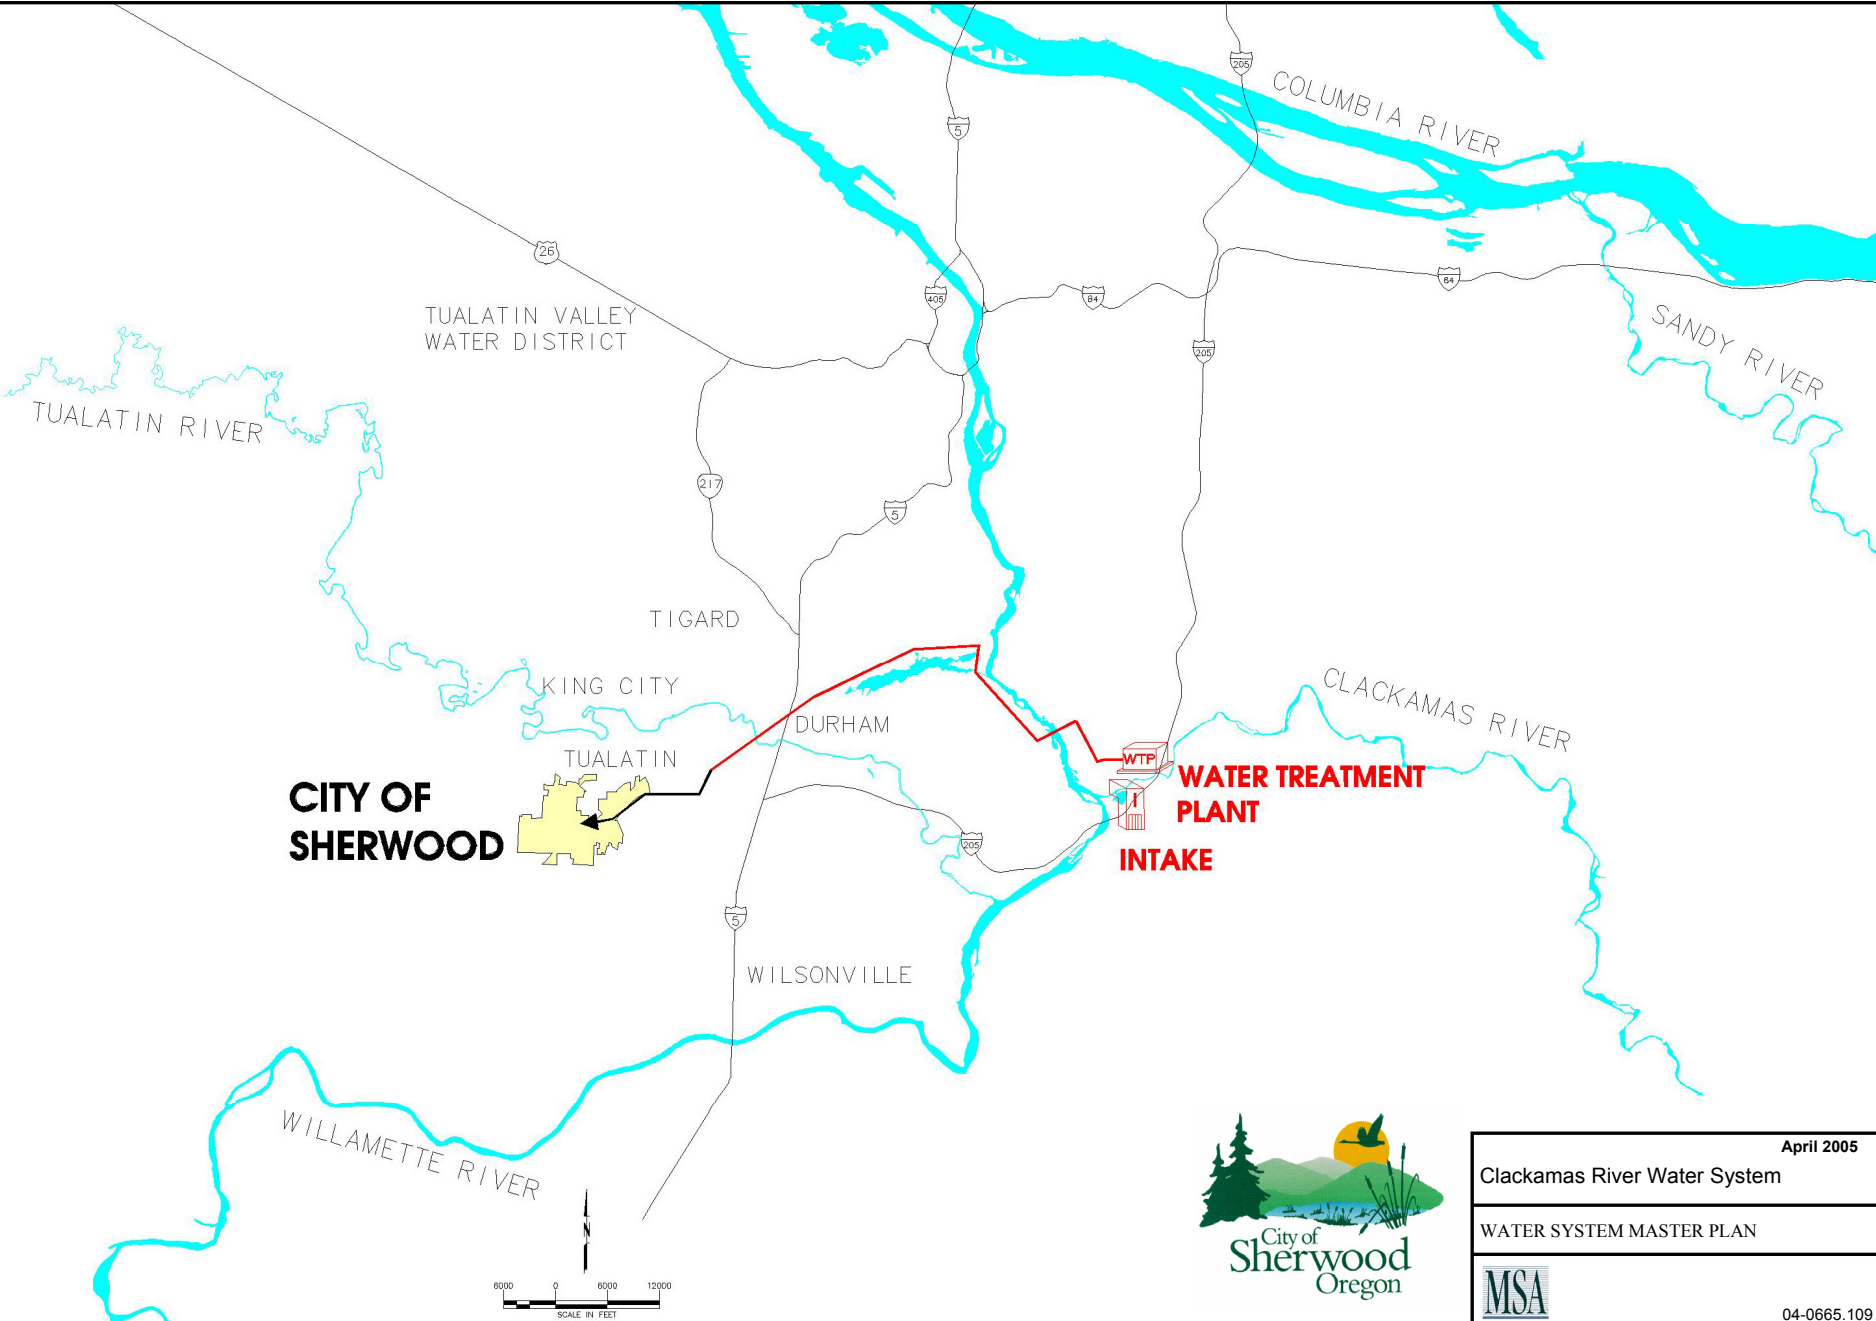 205
COLUMBIA RIVER
5
26
405
84
84
TUALATIN VALLEY
WATER DISTRICT
205
SANDY RIVER
TUALATIN RIVER
217
5
TIGARD
KING CITY
CLACKAMAS RIVER
DURHAM
TUALATIN
WTP
WATER TREATMENT
PLANT
CITY OF
SHERWOOD
I
INTAKE
205
5
WILSONVILLE
WILLAMETTE RIVER
N
6000 0 6000 12000
SCALE IN FEET
City of
Sherwood
Oregon
April 2005
Clackamas River Water System
WATER SYSTEM MASTER PLAN
MSA
04-0665.109